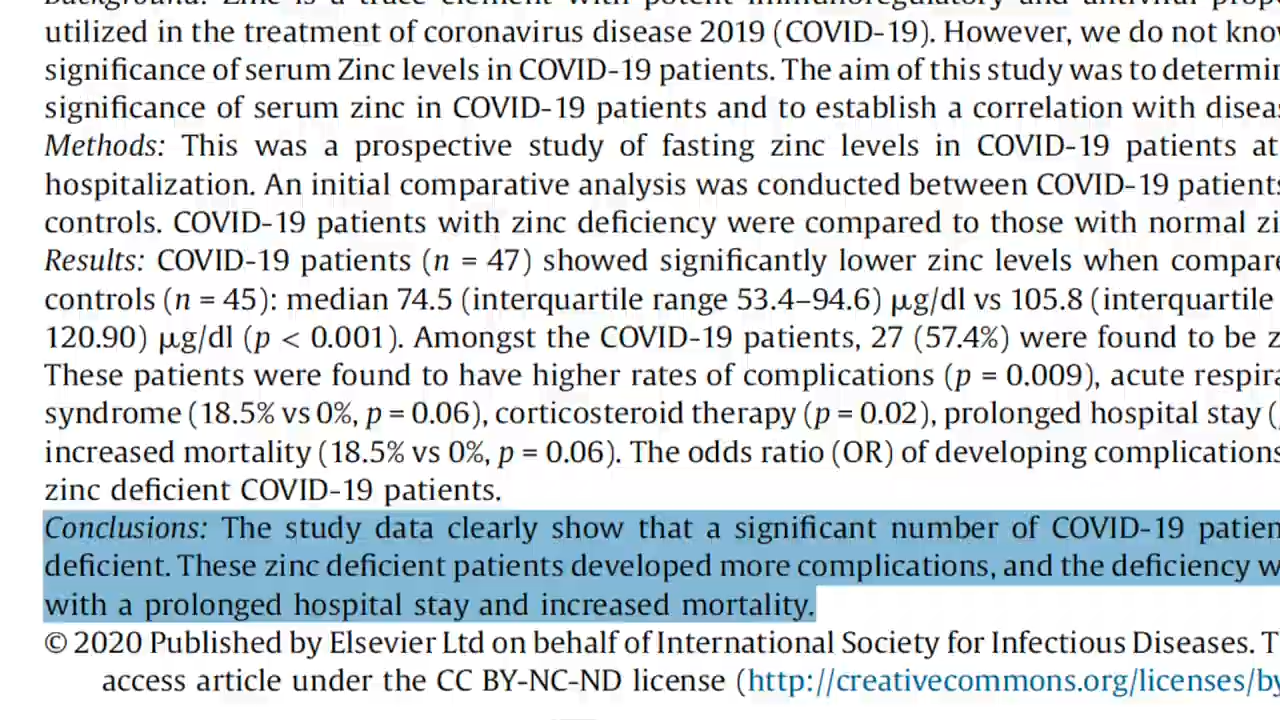 Background: Zinc is a trace element with potent immunoregulatory and antiviral
utilized in the treatment of coronavirus disease 2019 (COVID-19). However, we do not
significance of serum Zinc levels in COVID-19 patients. The aim of this study was to
significance of serum zinc in COVID-19 patients and to establish a correlation with
Methods: This was a prospective study of fasting zinc levels in COVID-19 patients at
hospitalization. An initial comparative analysis was conducted between COVID-19 patients
controls. COVID-19 patients with zinc deficiency were compared to those with normal
Results: COVID-19 patients (n = 47) showed significantly lower zinc levels when
controls (n = 45): median 74.5 (interquartile range 53.4–94.6) μg/dl vs 105.8 (interquartile
120.90) μg/dl (p < 0.001). Amongst the COVID-19 patients, 27 (57.4%) were found to be
These patients were found to have higher rates of complications (p = 0.009), acute
syndrome (18.5% vs 0%, p = 0.06), corticosteroid therapy (p = 0.02), prolonged hospital stay (
increased mortality (18.5% vs 0%, p = 0.06). The odds ratio (OR) of developing complications
zinc deficient COVID-19 patients.
Conclusions: The study data clearly show that a significant number of COVID-19
deficient. These zinc deficient patients developed more complications, and the deficiency
with a prolonged hospital stay and increased mortality.
© 2020 Published by Elsevier Ltd on behalf of International Society for Infectious Diseases.
access article under the CC BY-NC-ND license (http://creativecommons.org/licenses/by